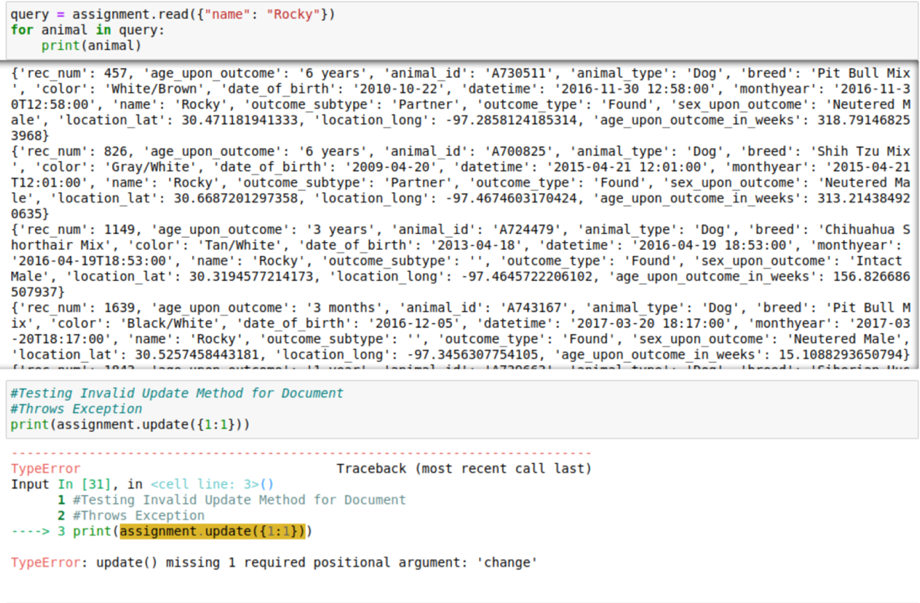 query = assignment.read({"name": "Rocky"})
for animal in query:
    print(animal)
{'rec_num': 457, 'age_upon_outcome': '6 years', 'animal_id': 'A730511', 'animal_type': 'Dog', 'breed': 'Pit Bull Mix
', 'color': 'White/Brown', 'date_of_birth': '2010-10-22', 'datetime': '2016-11-30 12:58:00', 'monthyear': '2016-11-3
0T12:58:00', 'name': 'Rocky', 'outcome_subtype': 'Partner', 'outcome_type': 'Found', 'sex_upon_outcome': 'Neutered M
ale', 'location_lat': 30.471181941333, 'location_long': -97.2858124185314, 'age_upon_outcome_in_weeks': 318.79146825
3968}
{'rec_num': 826, 'age_upon_outcome': '6 years', 'animal_id': 'A700825', 'animal_type': 'Dog', 'breed': 'Shih Tzu Mix
', 'color': 'Gray/White', 'date_of_birth': '2009-04-20', 'datetime': '2015-04-21 12:01:00', 'monthyear': '2015-04-21
T12:01:00', 'name': 'Rocky', 'outcome_subtype': 'Partner', 'outcome_type': 'Found', 'sex_upon_outcome': 'Neutered Ma
le', 'location_lat': 30.6687201297358, 'location_long': -97.4674603170424, 'age_upon_outcome_in_weeks': 313.21438492
0635}
{'rec_num': 1149, 'age_upon_outcome': '3 years', 'animal_id': 'A724479', 'animal_type': 'Dog', 'breed': 'Chihuahua S
horthair Mix', 'color': 'Tan/White', 'date_of_birth': '2013-04-18', 'datetime': '2016-04-19 18:53:00', 'monthyear':
'2016-04-19T18:53:00', 'name': 'Rocky', 'outcome_subtype': '', 'outcome_type': 'Found', 'sex_upon_outcome': 'Intact
Male', 'location_lat': 30.3194577214173, 'location_long': -97.4645722206102, 'age_upon_outcome_in_weeks': 156.826686
507937}
{'rec_num': 1639, 'age_upon_outcome': '3 months', 'animal_id': 'A743167', 'animal_type': 'Dog', 'breed': 'Pit Bull M
ix', 'color': 'Black/White', 'date_of_birth': '2016-12-05', 'datetime': '2017-03-20 18:17:00', 'monthyear': '2017-03
-20T18:17:00', 'name': 'Rocky', 'outcome_subtype': '', 'outcome_type': 'Found', 'sex_upon_outcome': 'Neutered Male',
'location_lat': 30.5257458443181, 'location_long': -97.3456307754105, 'age_upon_outcome_in_weeks': 15.1088293650794}
#Testing Invalid Update Method for Document
#Throws Exception
print(assignment.update({1:1}))
---------------------------------------------------------------------------
TypeError                                 Traceback (most recent call last)
Input In [31], in <cell line: 3>()
      1 #Testing Invalid Update Method for Document
      2 #Throws Exception
----> 3 print(assignment.update({1:1}))
TypeError: update() missing 1 required positional argument: 'change'